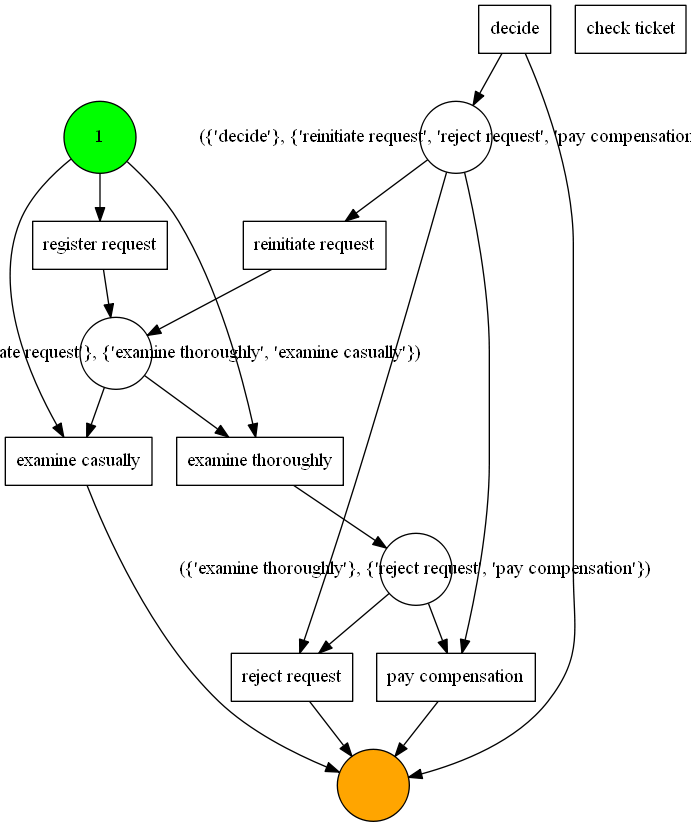 decide
check ticket
1
({'decide'}, {'reinitiate request', 'reject request', 'pay compensation
register request
reinitiate request
request'}, {'examine thoroughly', 'examine casually'})
examine casually
examine thoroughly
({'examine thoroughly'}, {'reject request', 'pay compensation'})
reject request
pay compensation